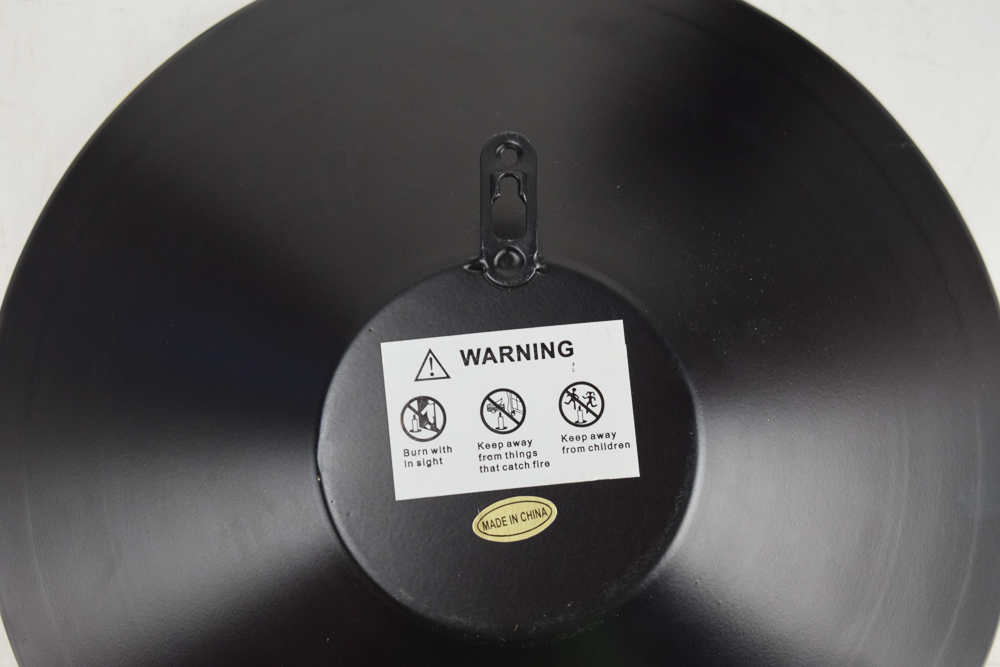 WARNING
Burn with
in sight
Keep away
from things
that catch fire
Keep away
from children
MADE IN CHINA